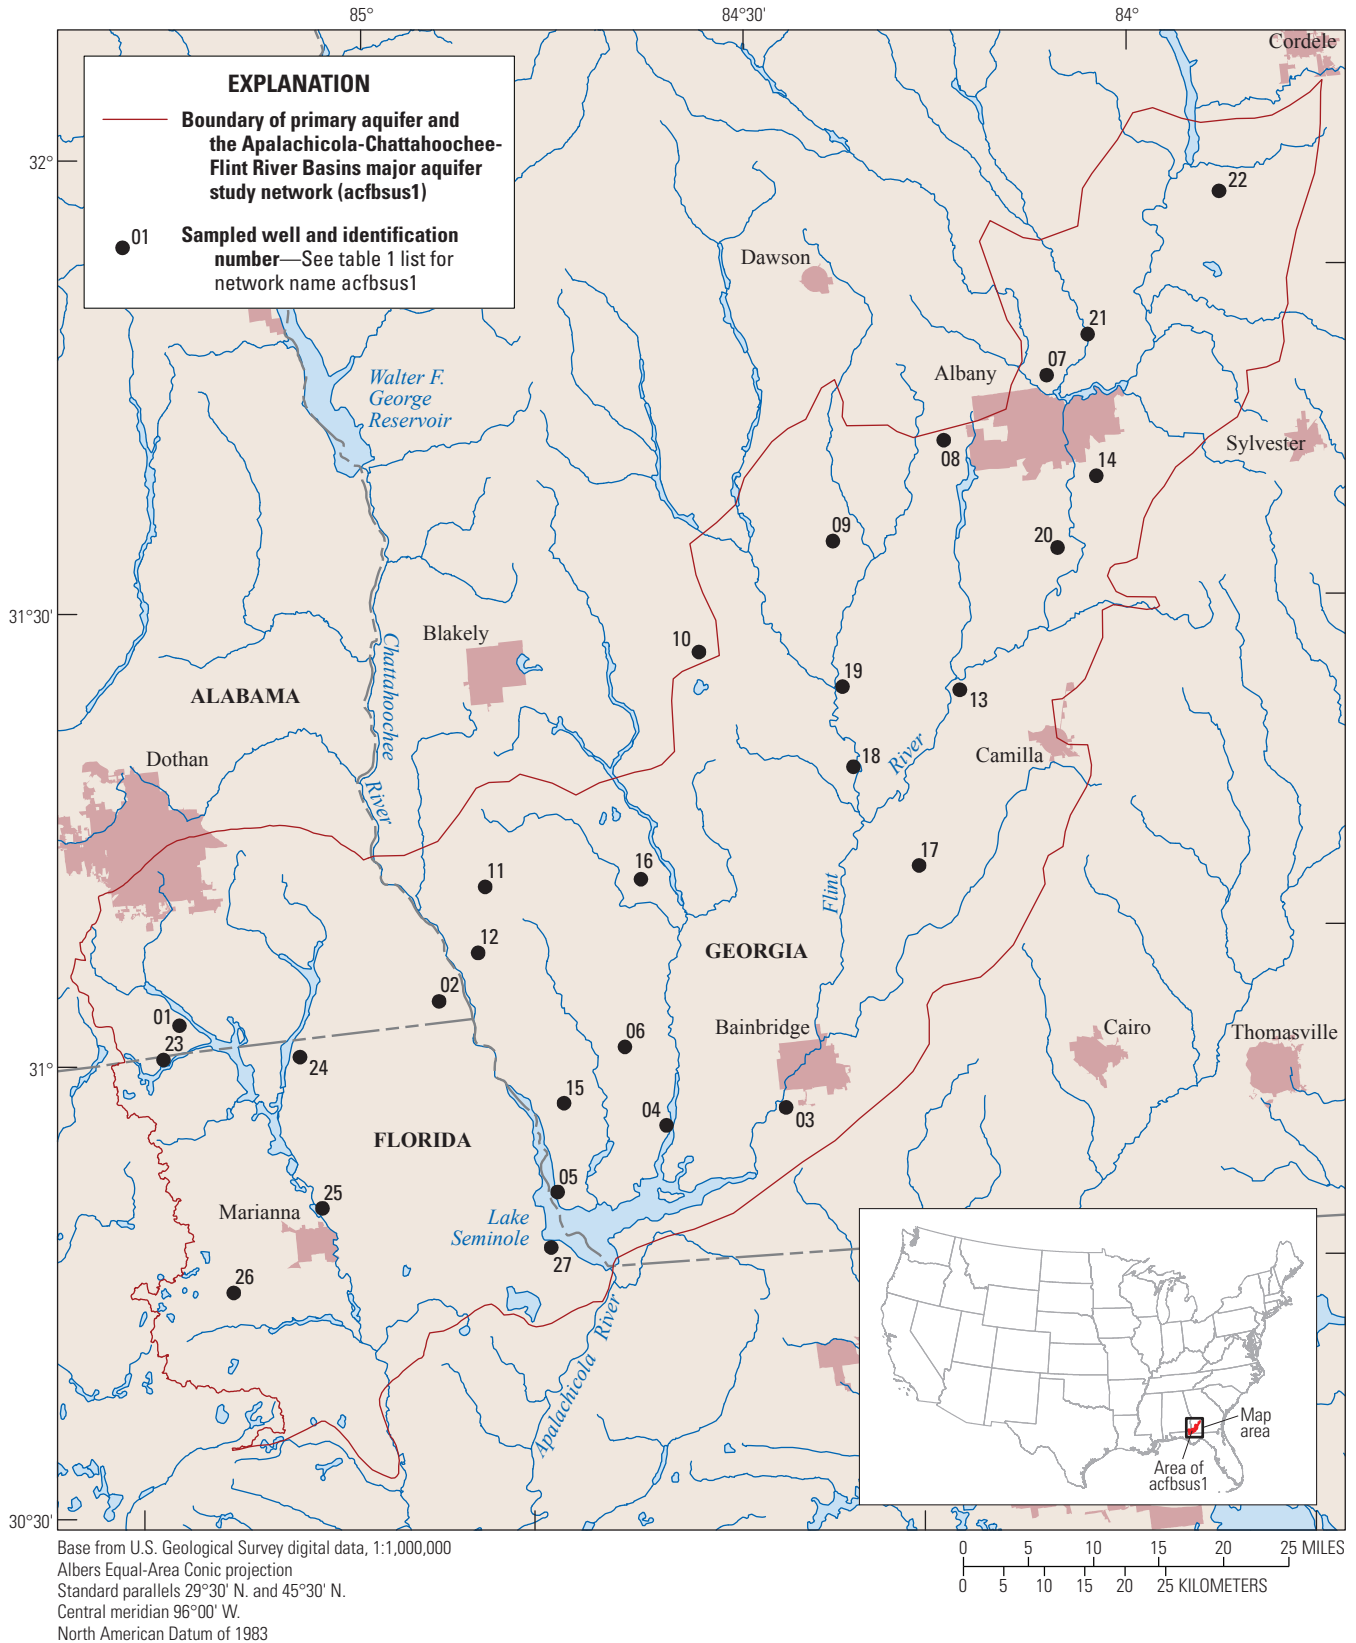 85°
84°30'
84°
Cordele
EXPLANATION
Boundary of primary aquifer and
the Apalachicola-Chattahoochee-
Flint River Basins major aquifer
study network (acfbsus1)
01
Sampled well and identification
number—See table 1 list for
network name acfbsus1
32°
22
Dawson
21
07
Walter F.
George
Reservoir
Albany
08
Sylvester
14
09
20
31°30'
Blakely
10
Chattahoochee
River
ALABAMA
19
13
Dothan
18
River
Camilla
16
17
11
Flint
12
GEORGIA
02
01
23
24
06
Bainbridge
Cairo
Thomasville
31°
15
04
03
FLORIDA
05
25
Marianna
Lake
Seminole
27
26
Apalachicola River
Map
area
Area of
acfbsus1
30°30'
Base from U.S. Geological Survey digital data, 1:1,000,000
Albers Equal-Area Conic projection
Standard parallels 29°30' N. and 45°30' N.
Central meridian 96°00' W.
North American Datum of 1983
0 5 10 15 20 25 MILES
0 5 10 15 20 25 KILOMETERS